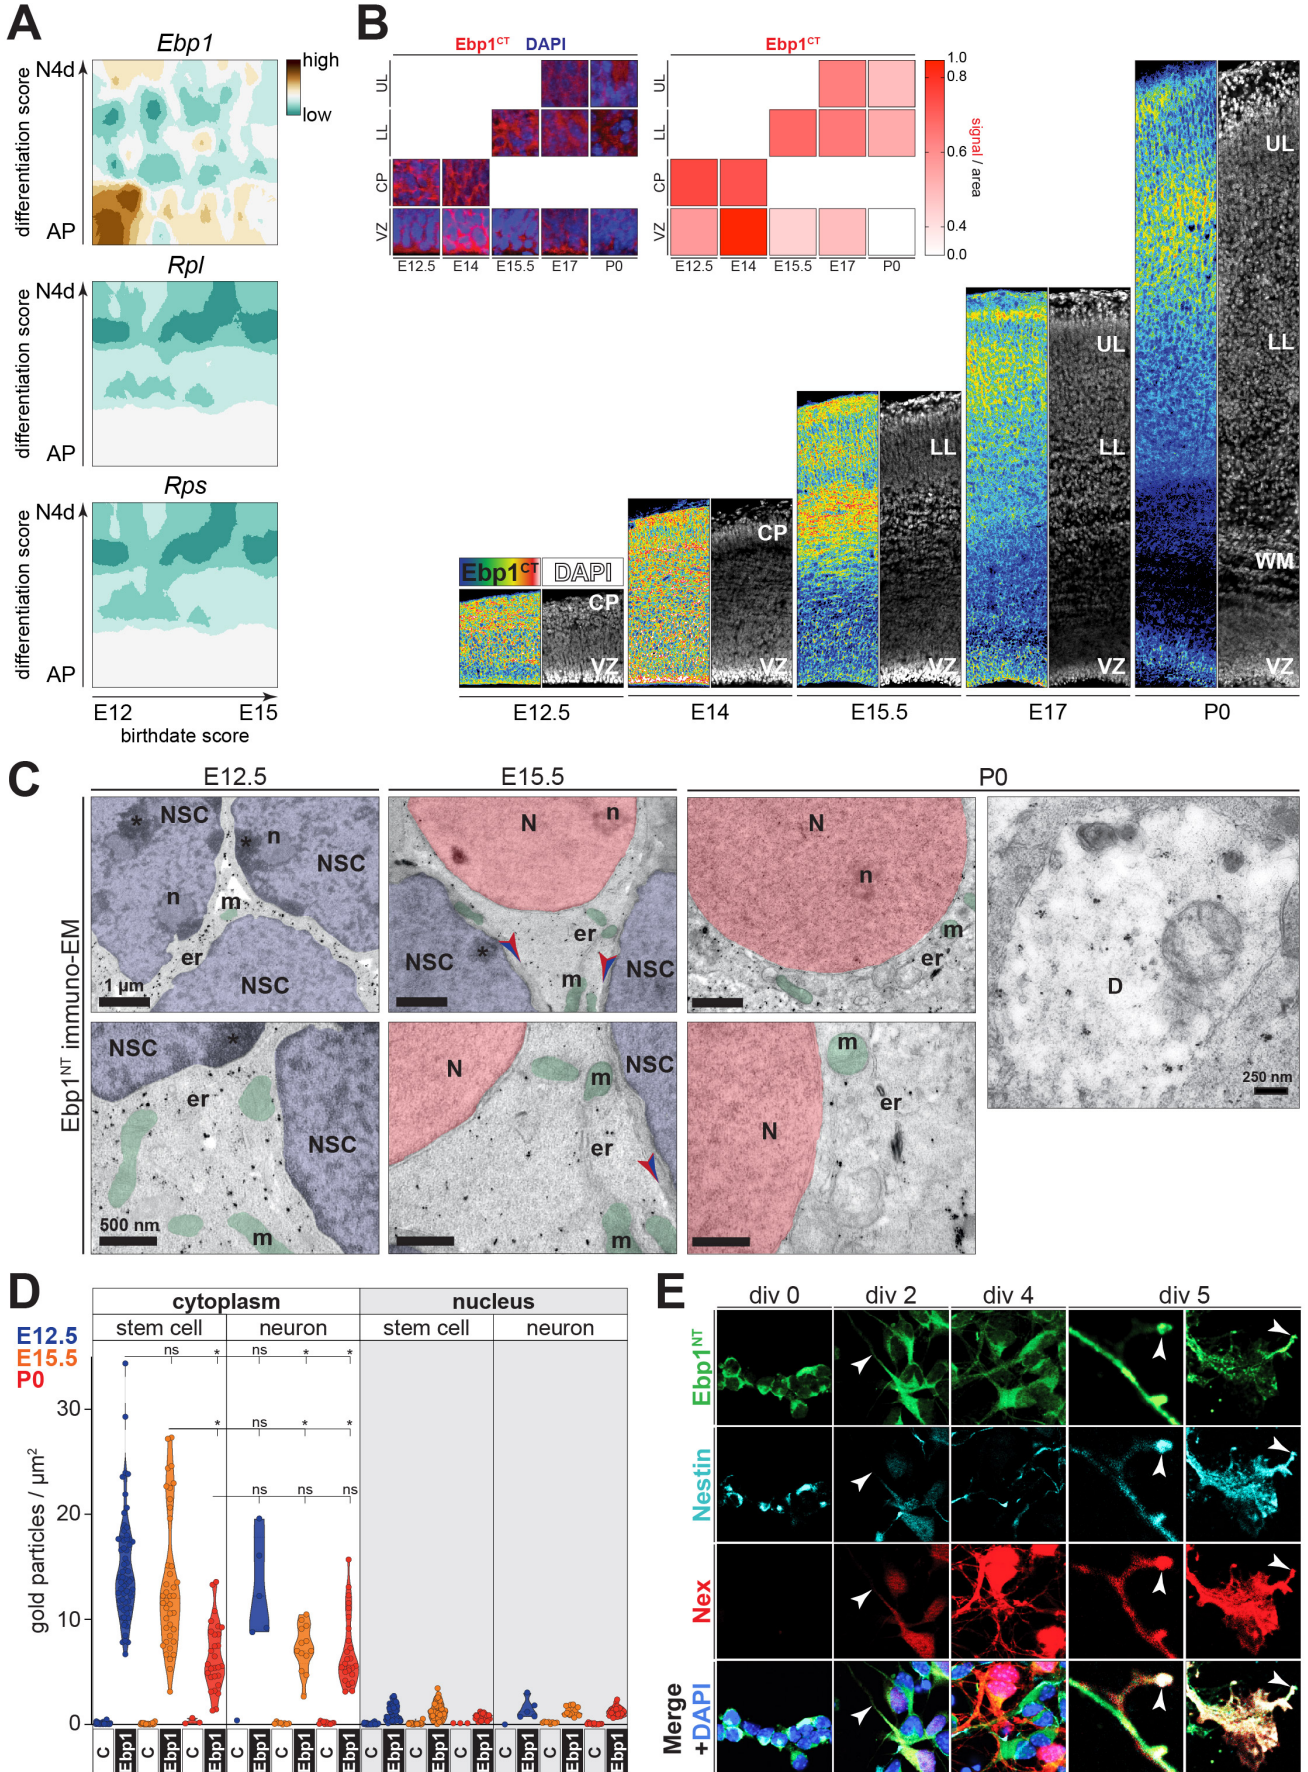 A
Ebp1
N4d
differentiation score
AP
high
low
Rpl
N4d
differentiation score
AP
Rps
N4d
differentiation score
AP
E12
E15
birthdate score
B
Ebp1CT DAPI
UL
LL
CP
VZ
E12.5
E14
E15.5
E17
P0
Ebp1CT
UL
LL
CP
VZ
E12.5
E14
E15.5
E17
P0
1.0
0.8
0.6
0.4
0.0
signal / area
Ebp1CT
DAPI
CP
VZ
E12.5
CP
VZ
E14
LL
VZ
E15.5
UL
LL
VZ
E17
UL
LL
WM
VZ
P0
C
E12.5
E15.5
P0
Ebp1NT immuno-EM
NSC
*
*
n
NSC
n
m
er
NSC
1 µm
N
n
er
NSC
*
m
NSC
N
n
m
er
D
250 nm
NSC
*
er
NSC
500 nm
m
N
m
NSC
er
m
m
er
N
D
E12.5
E15.5
P0
cytoplasm
nucleus
stem cell
neuron
stem cell
neuron
ns
*
ns
*
*
*
ns
*
*
ns
ns
ns
gold particles / µm2
30
20
10
0
C
Ebp1
C
Ebp1
C
Ebp1
C
Ebp1
C
Ebp1
C
Ebp1
C
Ebp1
C
Ebp1
C
Ebp1
C
Ebp1
C
Ebp1
C
Ebp1
E
div 0
div 2
div 4
div 5
Ebp1NT
Nestin
Nex
Merge
+DAPI